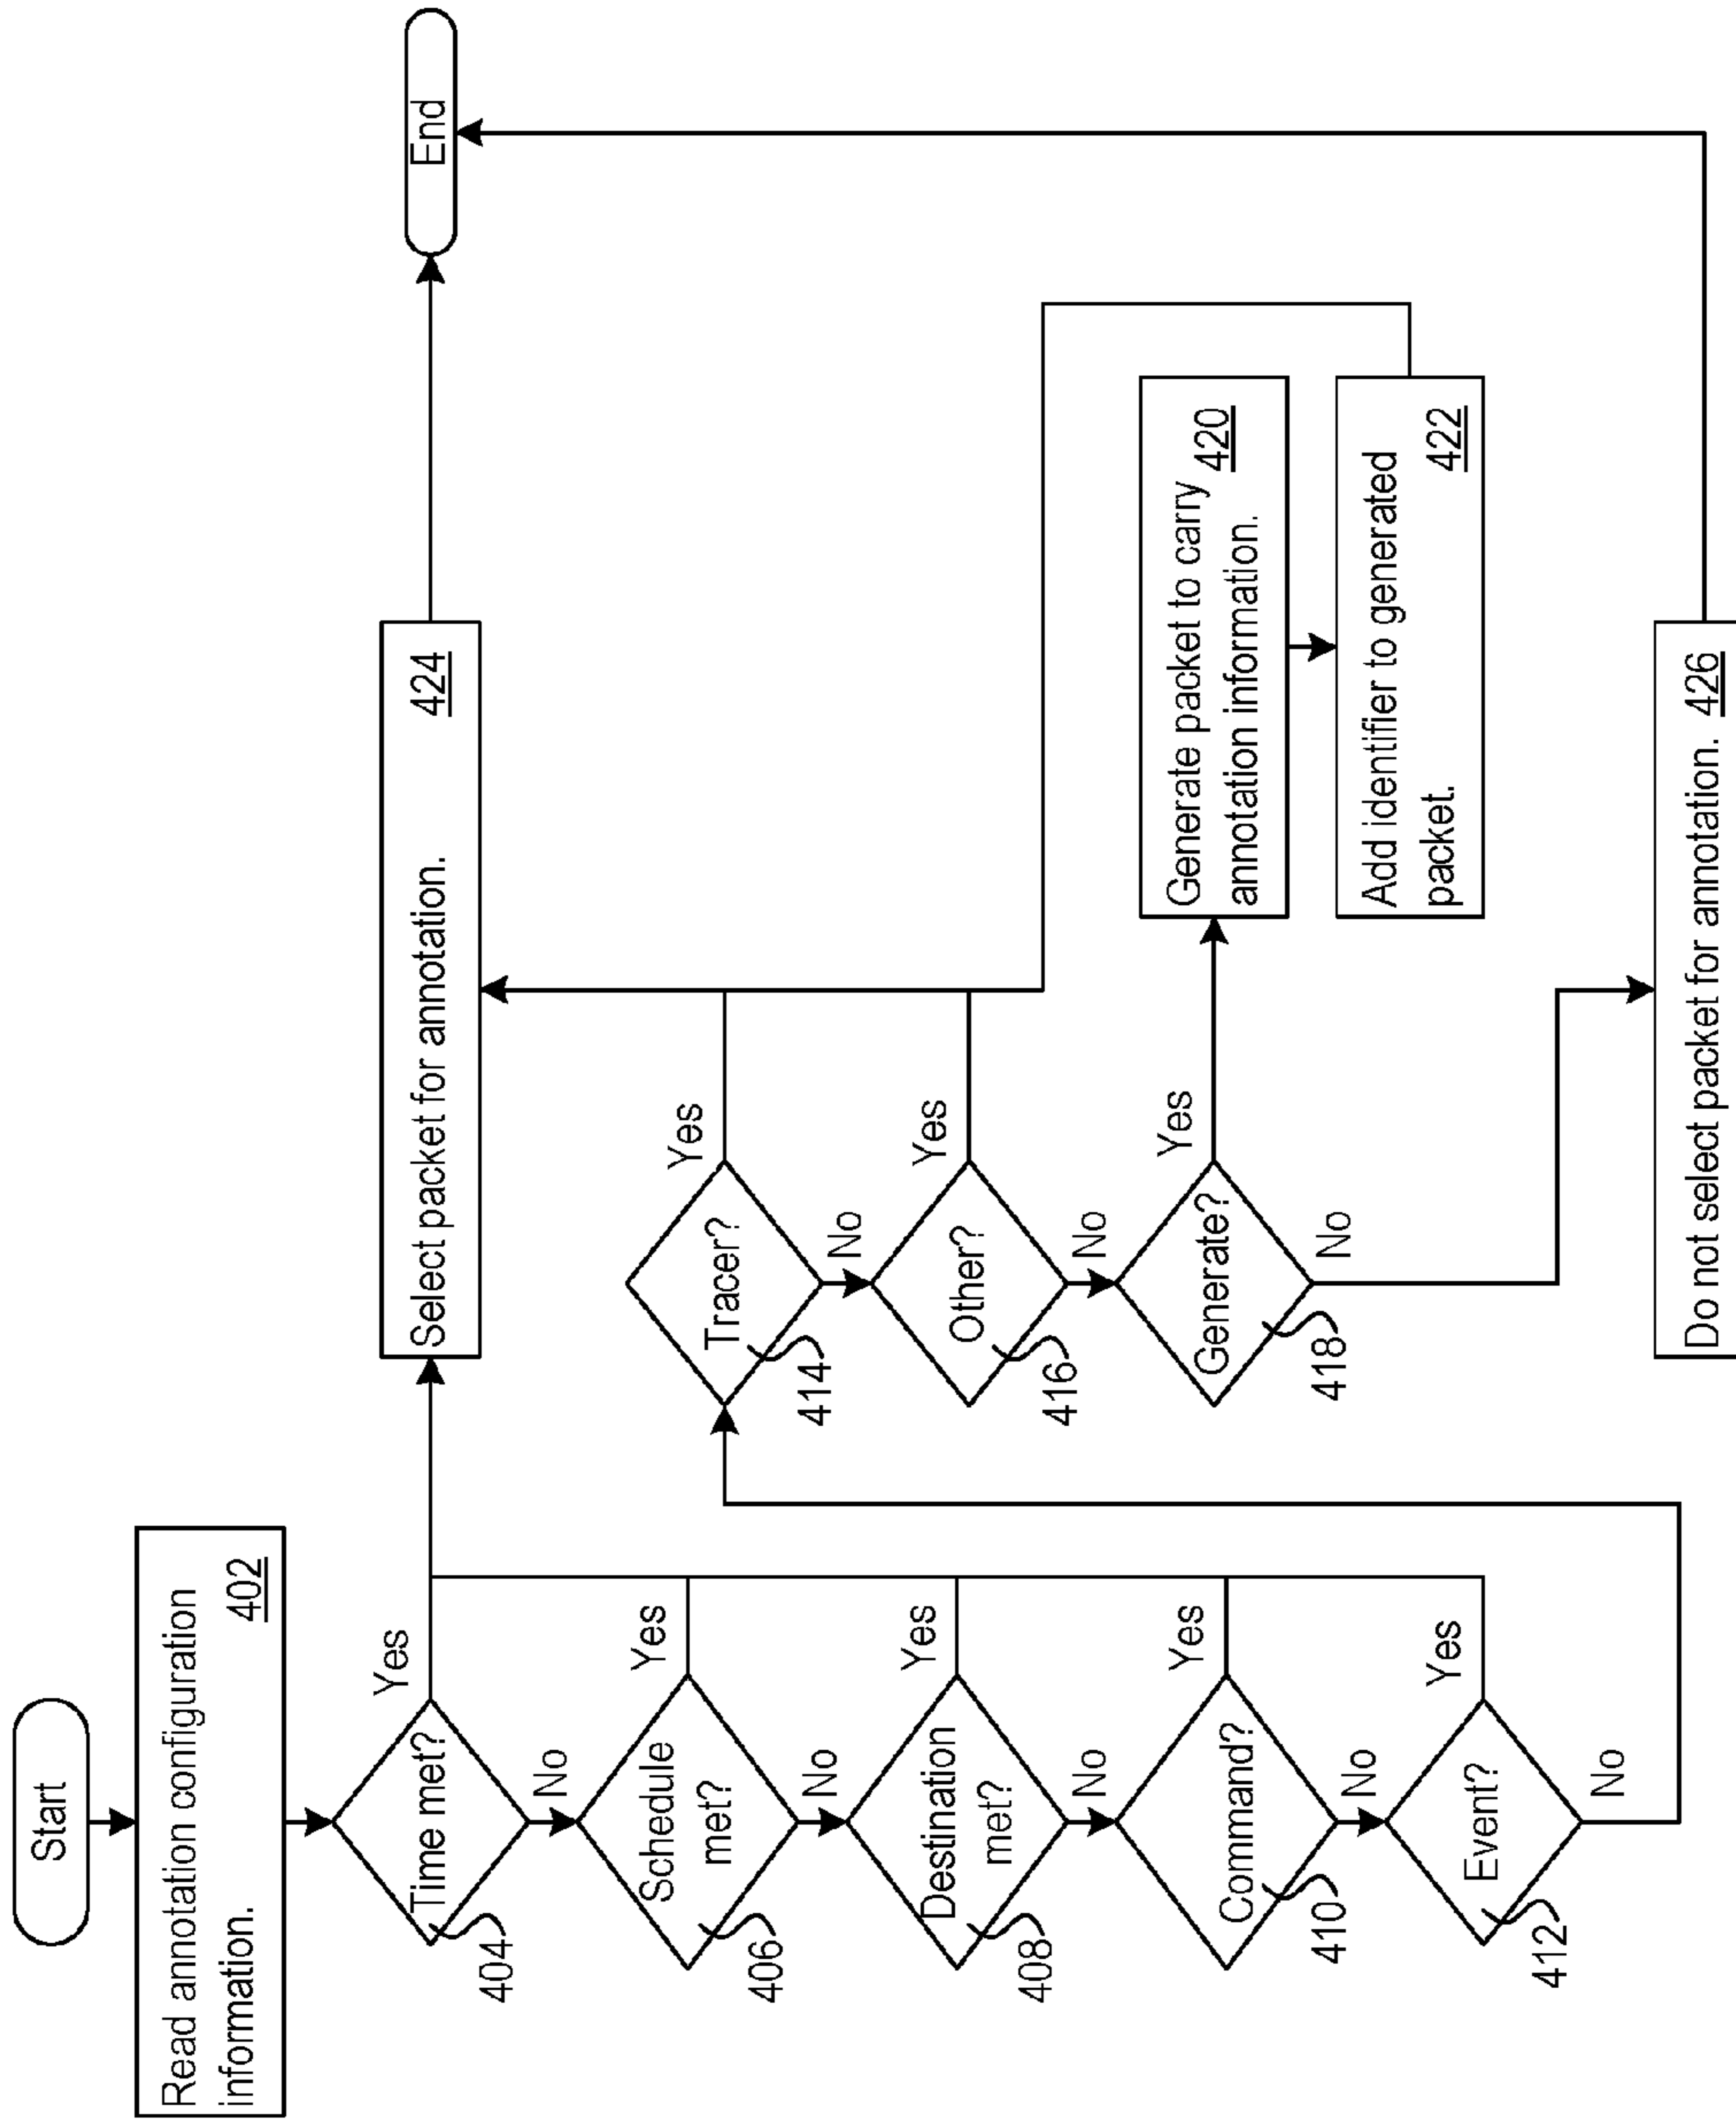 Start
Read annotation configuration
information.
402
Time met?
Yes
404
No
Schedule
met?
Yes
406
No
Destination
met?
Yes
408
No
Command?
Yes
410
No
Event?
Yes
412
No
Select packet for annotation.
424
End
Tracer?
Yes
414
No
Other?
Yes
416
No
Generate?
Yes
418
No
Generate packet to carry
annotation information.
420
Add identifier to generated
packet.
422
Do not select packet for annotation. 426